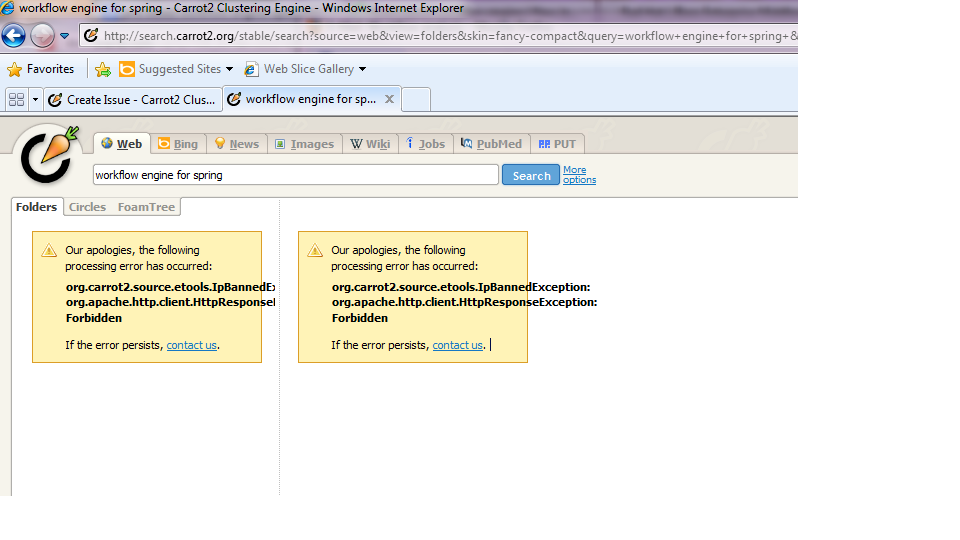 workflow engine for spring - Carrot2 Clustering Engine - Windows Internet Explorer
http://search.carrot2.org/stable/search?source=web&view=folders&skin=fancy-compact&query=workflow+engine+for+spring+&
Favorites Suggested Sites Web Slice Gallery
Create Issue - Carrot2 Clus... workflow engine for sp...
Web Bing News Images Wiki Jobs PubMed PUT
workflow engine for spring Search More options
Folders Circles FoamTree
Our apologies, the following
processing error has occurred:
org.carrot2.source.etools.IpBannedEx
org.apache.http.client.HttpResponseE
Forbidden
If the error persists, contact us.
Our apologies, the following
processing error has occurred:
org.carrot2.source.etools.IpBannedException:
org.apache.http.client.HttpResponseException:
Forbidden
If the error persists, contact us.